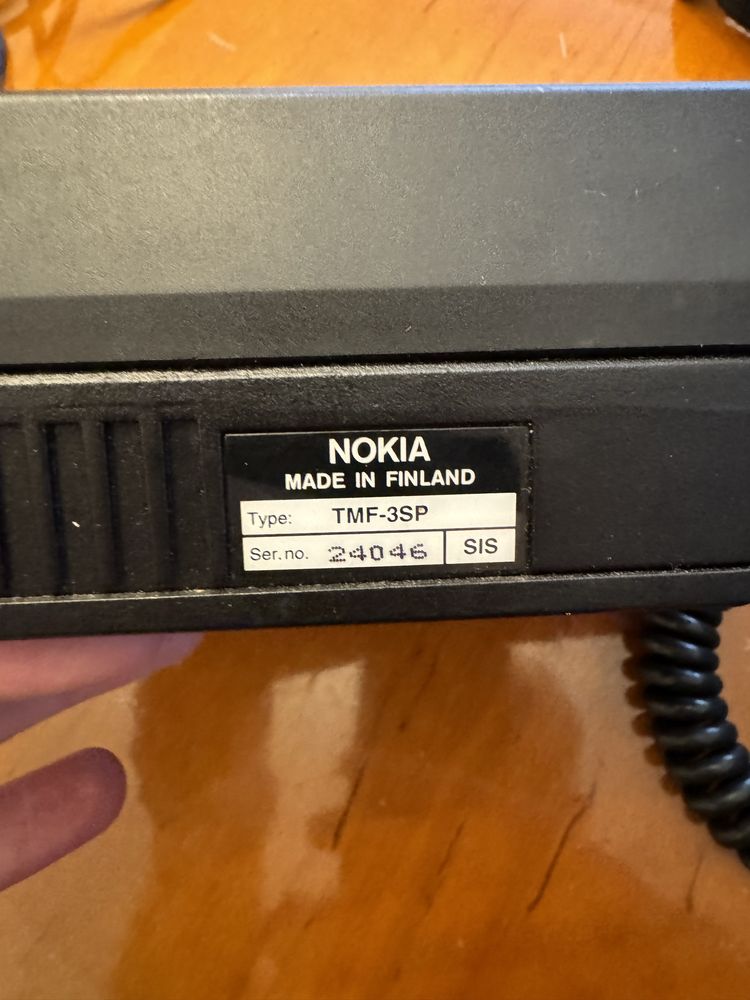 NOKIA
MADE IN FINLAND
Type: TMF-3SP
Ser.no. 24046 SIS